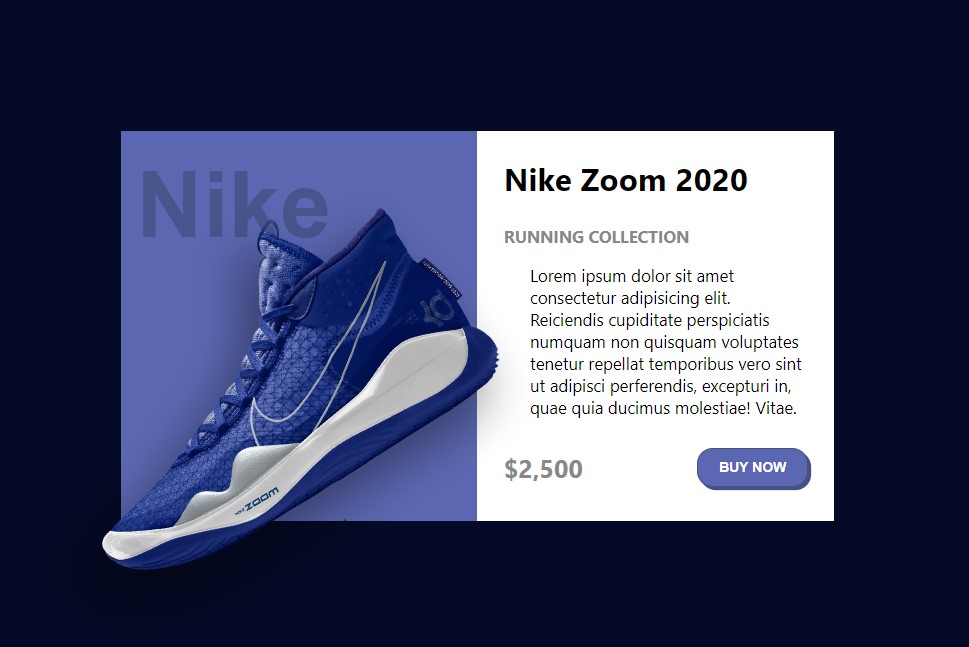 Nike
Nike Zoom 2020
RUNNING COLLECTION
Lorem ipsum dolor sit amet
consectetur adipisicing elit.
Reiciendis cupiditate perspiciatis
numquam non quisquam voluptates
tenetur repellat temporibus vero sint
ut adipisci perferendis, excepturi in,
quae quia ducimus molestiae! Vitae.
ZOOM
$2,500
BUY NOW